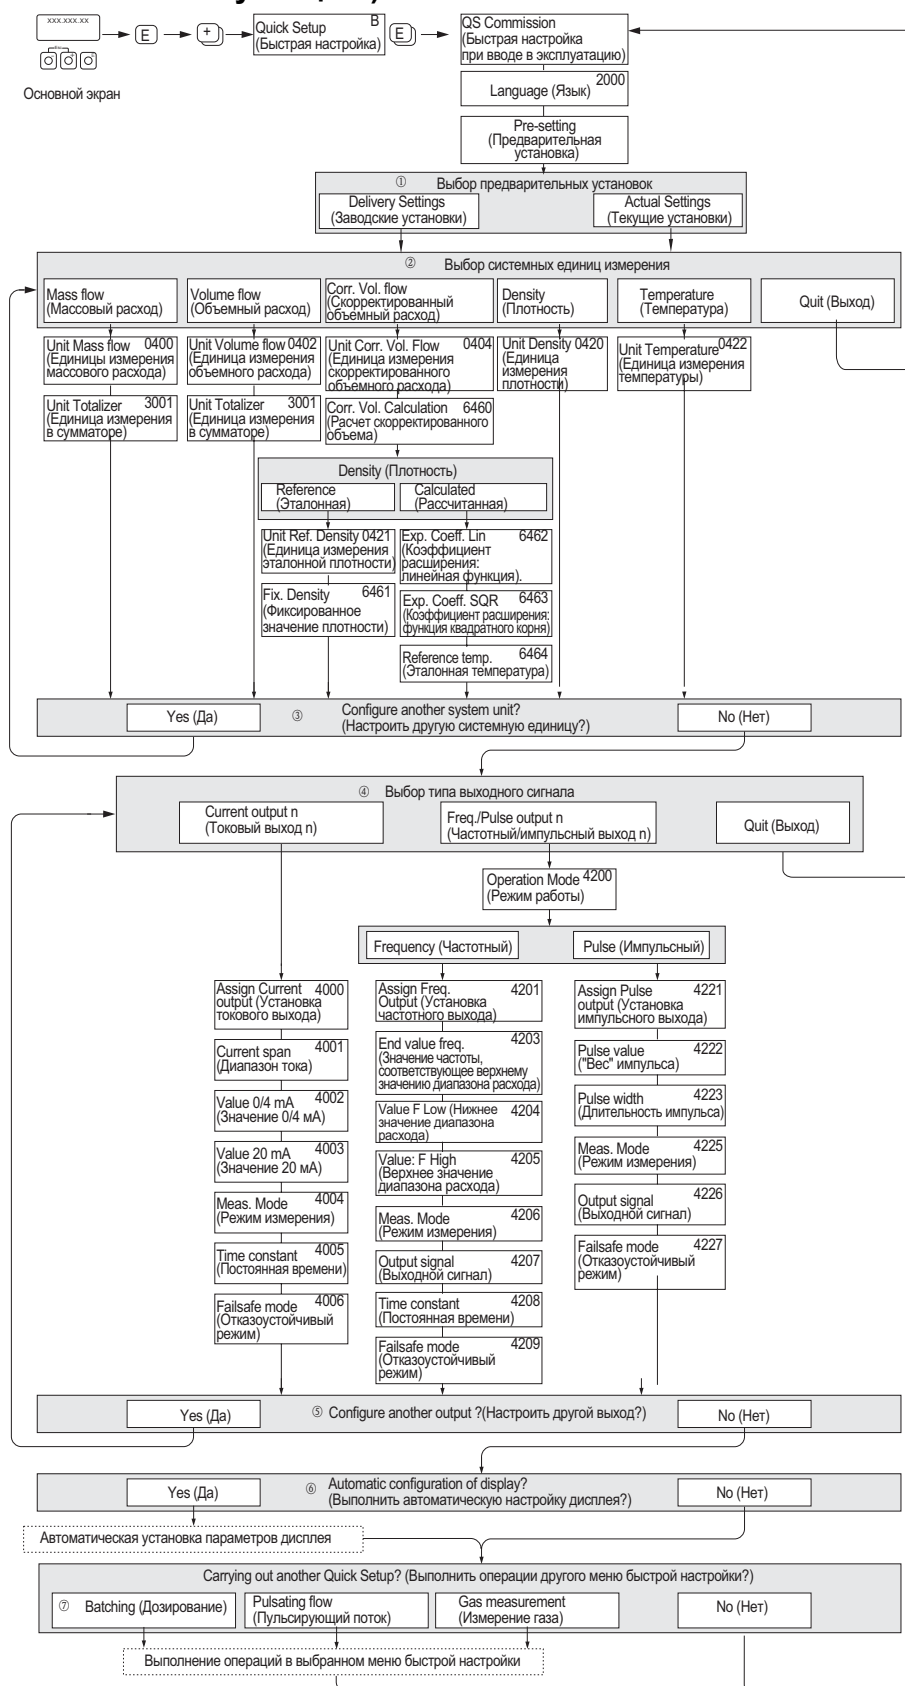 xxx.xxx.xx
Esc
E
+
Quick Setup B
(Быстрая настройка)
E
QS Commission
(Быстрая настройка
при вводе в эксплуатацию)
Основной экран
Language (Язык) 2000
Pre-setting
(Предварительная
установка)
① Выбор предварительных установок
Delivery Settings
(Заводские установки)
Actual Settings
(Текущие установки)
② Выбор системных единиц измерения
Mass flow
(Массовый расход)
Volume flow
(Объемный расход)
Corr. Vol. flow
(Скорректированный
объемный расход)
Density
(Плотность)
Temperature
(Температура)
Quit (Выход)
Unit Mass flow 0400
(Единицы измерения
массового расхода)
Unit Volume flow 0402
(Единица измерения
объемного расхода)
Unit Corr. Vol. Flow 0404
(Единица измерения
скорректированного
объемного расхода)
Unit Density 0420
(Единица
измерения
плотности)
Unit Temperature 0422
(Единица измерения
температуры)
Unit Totalizer 3001
(Единица измерения
в сумматоре)
Unit Totalizer 3001
(Единица измерения
в сумматоре)
Corr. Vol. Calculation 6460
(Расчет скорректированного
объема)
Density (Плотность)
Reference
(Эталонная)
Calculated
(Рассчитанная)
Unit Ref. Density 0421
(Единица измерения
эталонной плотности)
Exp. Coeff. Lin 6462
(Коэффициент
расширения:
линейная функция).
Fix. Density 6461
(Фиксированное
значение плотности)
Exp. Coeff. SQR 6463
(Коэффициент расширения:
функция квадратного корня)
Reference temp. 6464
(Эталонная температура)
Yes (Да)
③ Configure another system unit?
(Настроить другую системную единицу?)
No (Нет)
④ Выбор типа выходного сигнала
Current output n
(Токовый выход n)
Freq./Pulse output n
(Частотный/импульсный выход n)
Quit (Выход)
Operation Mode 4200
(Режим работы)
Frequency (Частотный)
Pulse (Импульсный)
Assign Current 4000
output (Установка
токового выхода)
Assign Freq. 4201
Output (Установка
частотного выхода)
Assign Pulse 4221
output (Установка
импульсного выхода)
Current span 4001
(Диапазон тока)
End value freq. 4203
(Значение частоты,
соответствующее верхнему
значению диапазона расхода)
Pulse value 4222
("Вес" импульса)
Value 0/4 mA 4002
(Значение 0/4 мА)
Value F Low (Нижнее 4204
значение диапазона
расхода)
Pulse width 4223
(Длительность импульса)
Value 20 mA 4003
(Значение 20 мА)
Value: F High 4205
(Верхнее значение
диапазона расхода)
Meas. Mode 4225
(Режим измерения)
Meas. Mode 4004
(Режим измерения)
Meas. Mode 4206
(Режим измерения)
Output signal 4226
(Выходной сигнал)
Time constant 4005
(Постоянная времени)
Output signal 4207
(Выходной сигнал)
Failsafe mode 4227
(Отказоустойчивый
режим)
Failsafe mode 4006
(Отказоустойчивый
режим)
Time constant 4208
(Постоянная времени)
Failsafe mode 4209
(Отказоустойчивый
режим)
Yes (Да)
⑤ Configure another output ?(Настроить другой выход?)
No (Нет)
Yes (Да)
⑥ Automatic configuration of display?
(Выполнить автоматическую настройку дисплея?)
No (Нет)
Автоматическая установка параметров дисплея
Carrying out another Quick Setup? (Выполнить операции другого меню быстрой настройки?)
⑦ Batching (Дозирование)
Pulsating flow
(Пульсирующий поток)
Gas measurement
(Измерение газа)
No (Нет)
Выполнение операций в выбранном меню быстрой настройки